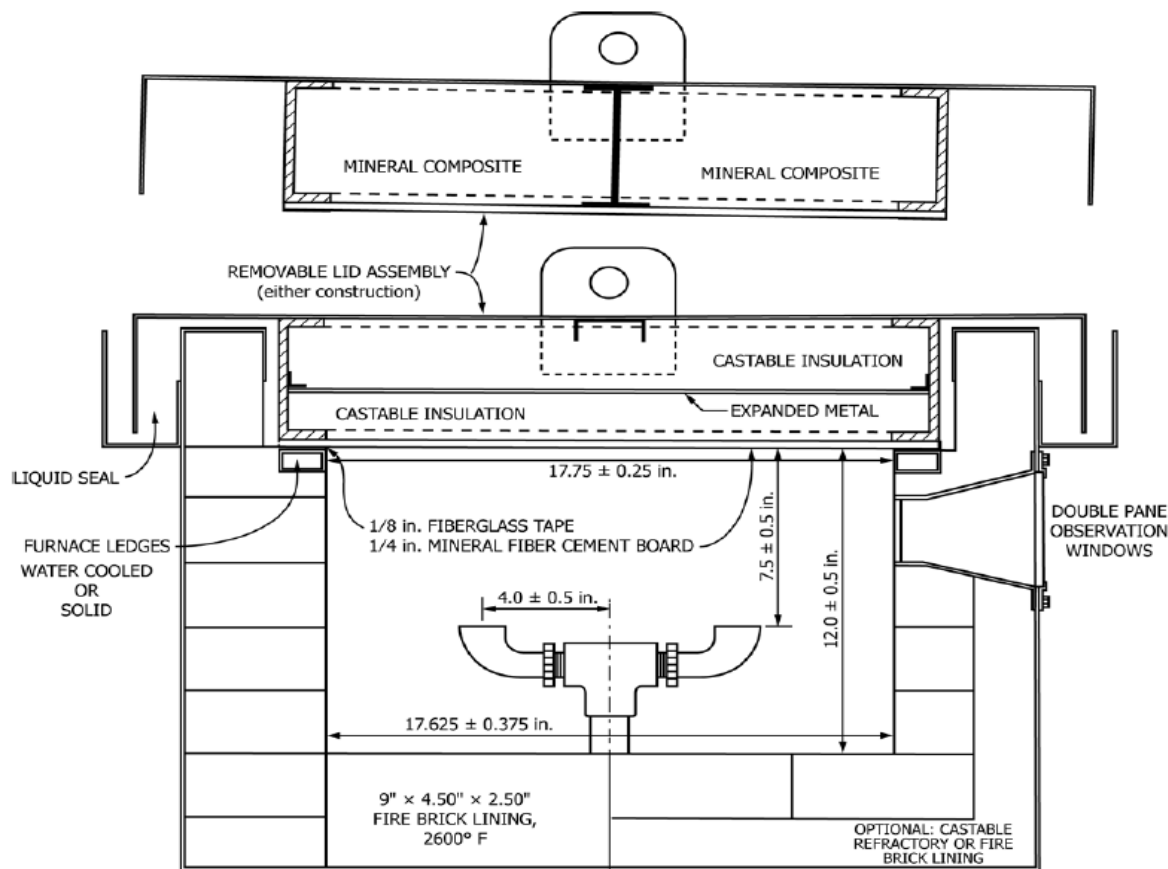 MINERAL COMPOSITE
MINERAL COMPOSITE
REMOVABLE LID ASSEMBLY
(either construction)
CASTABLE INSULATION
CASTABLE INSULATION
EXPANDED METAL
LIQUID SEAL
17.75 ± 0.25 in.
1/8 in. FIBERGLASS TAPE
1/4 in. MINERAL FIBER CEMENT BOARD
FURNACE LEDGES
WATER COOLED
OR
SOLID
7.5 ± 0.5 in.
12.0 ± 0.5 in.
DOUBLE PANE
OBSERVATION
WINDOWS
4.0 ± 0.5 in.
17.625 ± 0.375 in.
9" × 4.50" × 2.50"
FIRE BRICK LINING,
2600° F
OPTIONAL: CASTABLE
REFRACTORY OR FIRE
BRICK LINING